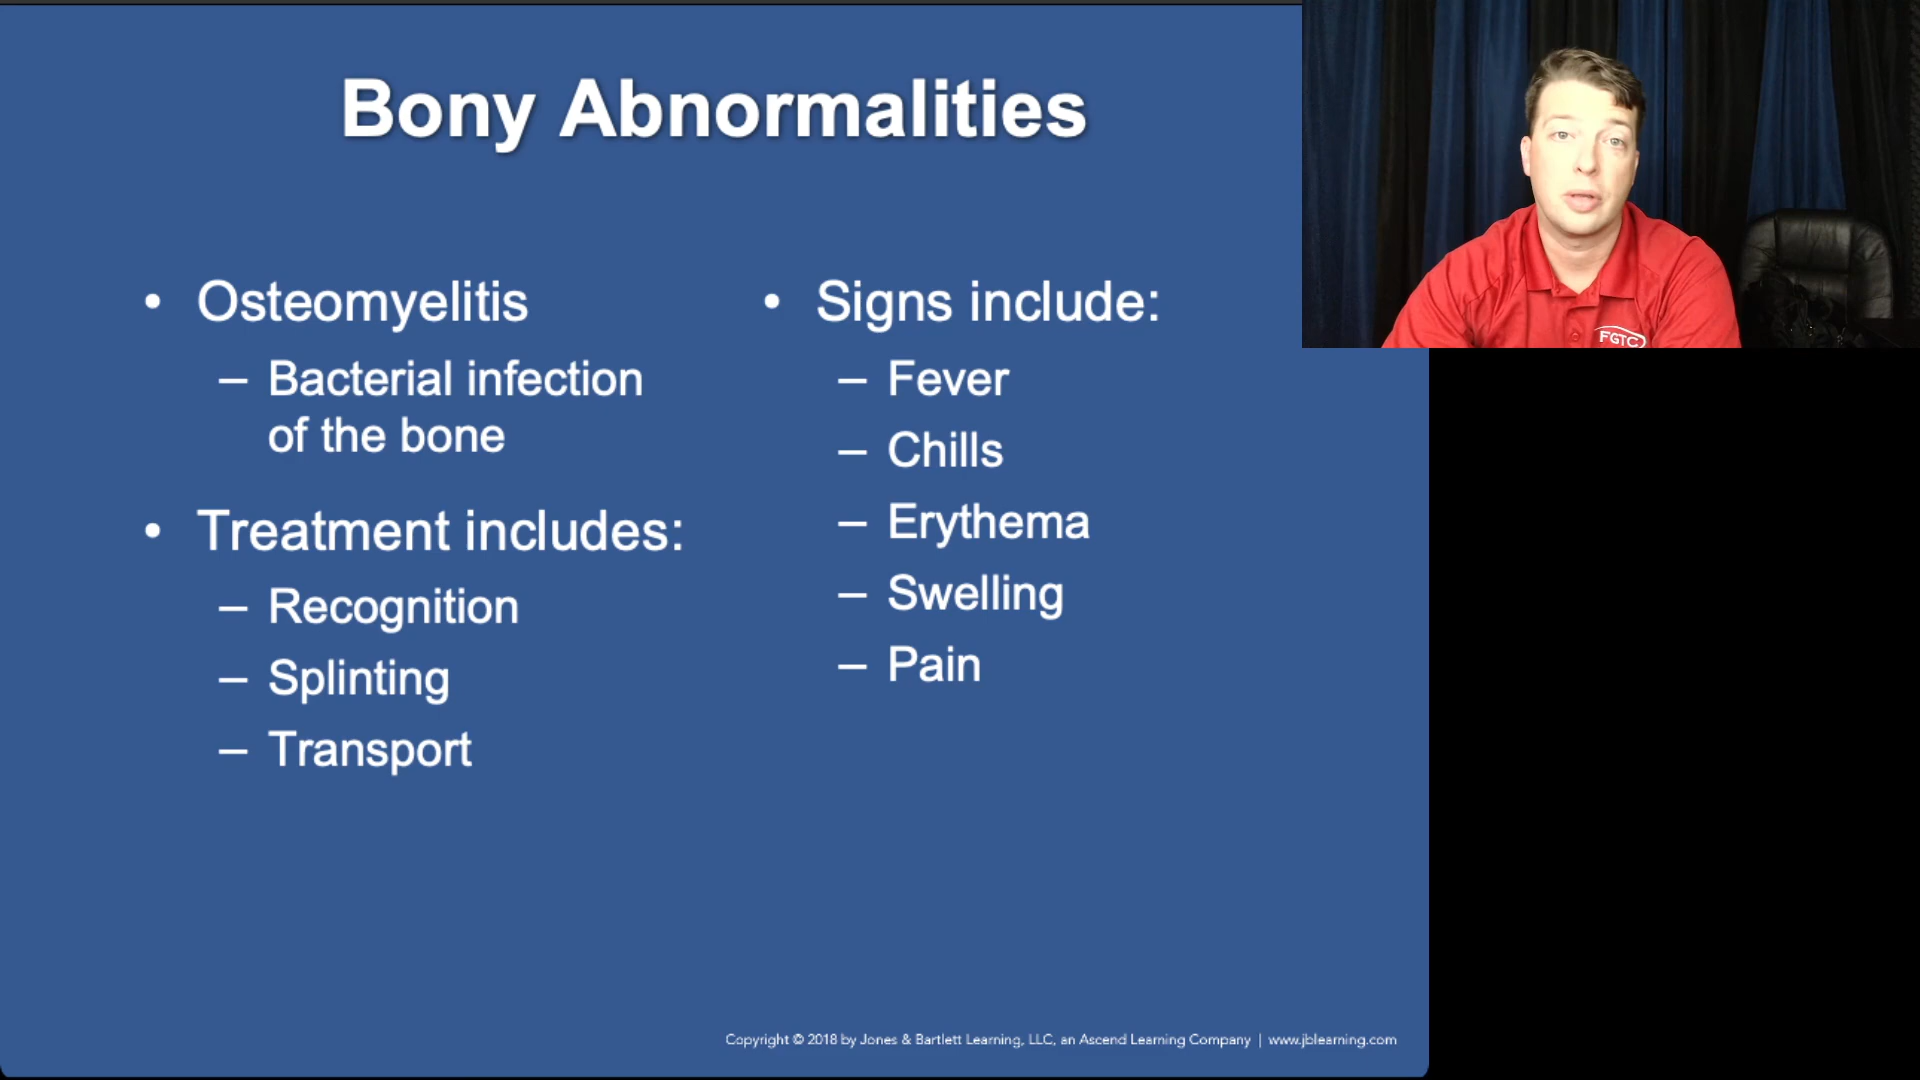 Bony Abnormalities
• Osteomyelitis
– Bacterial infection
of the bone
• Treatment includes:
– Recognition
– Splinting
– Transport
• Signs include:
– Fever
– Chills
– Erythema
– Swelling
– Pain
FGTC
Copyright © 2018 by Jones & Bartlett Learning, LLC, an Ascend Learning Company | www.jblearning.com